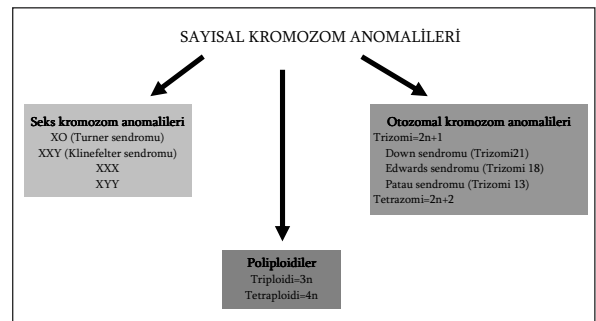 SAYISAL KROMOZOM ANOMALİLERİ
Seks kromozom anomalileri
XO (Turner sendromu)
XXY (Klinefelter sendromu)
XXX
XYY
Otozomal kromozom anomalileri
Trizomi=2n+1
Down sendromu (Trizomi21)
Edwards sendromu (Trizomi 18)
Patau sendromu (Trizomi 13)
Tetrazomi=2n+2
Poliploidiler
Triploidi=3n
Tetraploidi=4n